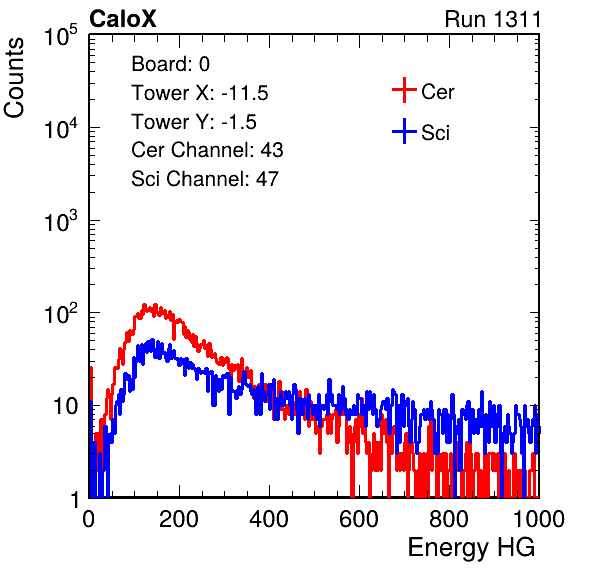 CaloX Run 1311
Counts
Board: 0
Tower X: -11.5
Tower Y: -1.5
Cer Channel: 43
Sci Channel: 47
Cer
Sci
10^5
10^4
10^3
10^2
10
1
0 200 400 600 800 1000
Energy HG